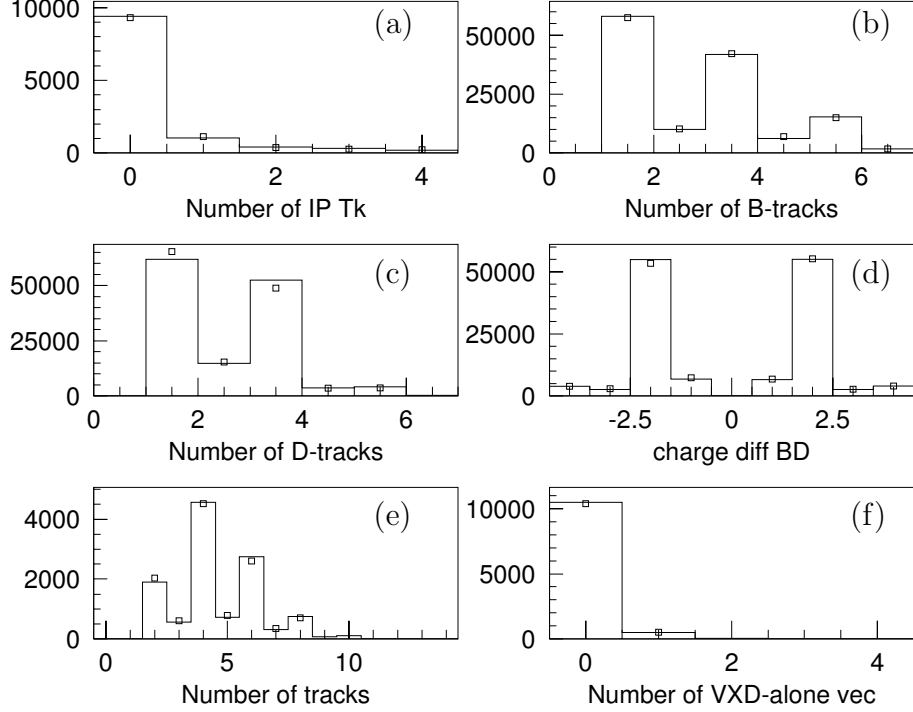 (a)
10000
5000
0
0 2 4
Number of IP Tk
(b)
50000
25000
0
0 2 4 6
Number of B-tracks
(c)
50000
25000
0
0 2 4 6
Number of D-tracks
(d)
50000
25000
0
-2.5 0 2.5
charge diff BD
(e)
4000
2000
0
0 5 10
Number of tracks
(f)
10000
5000
0
0 2 4
Number of VXD-alone vec